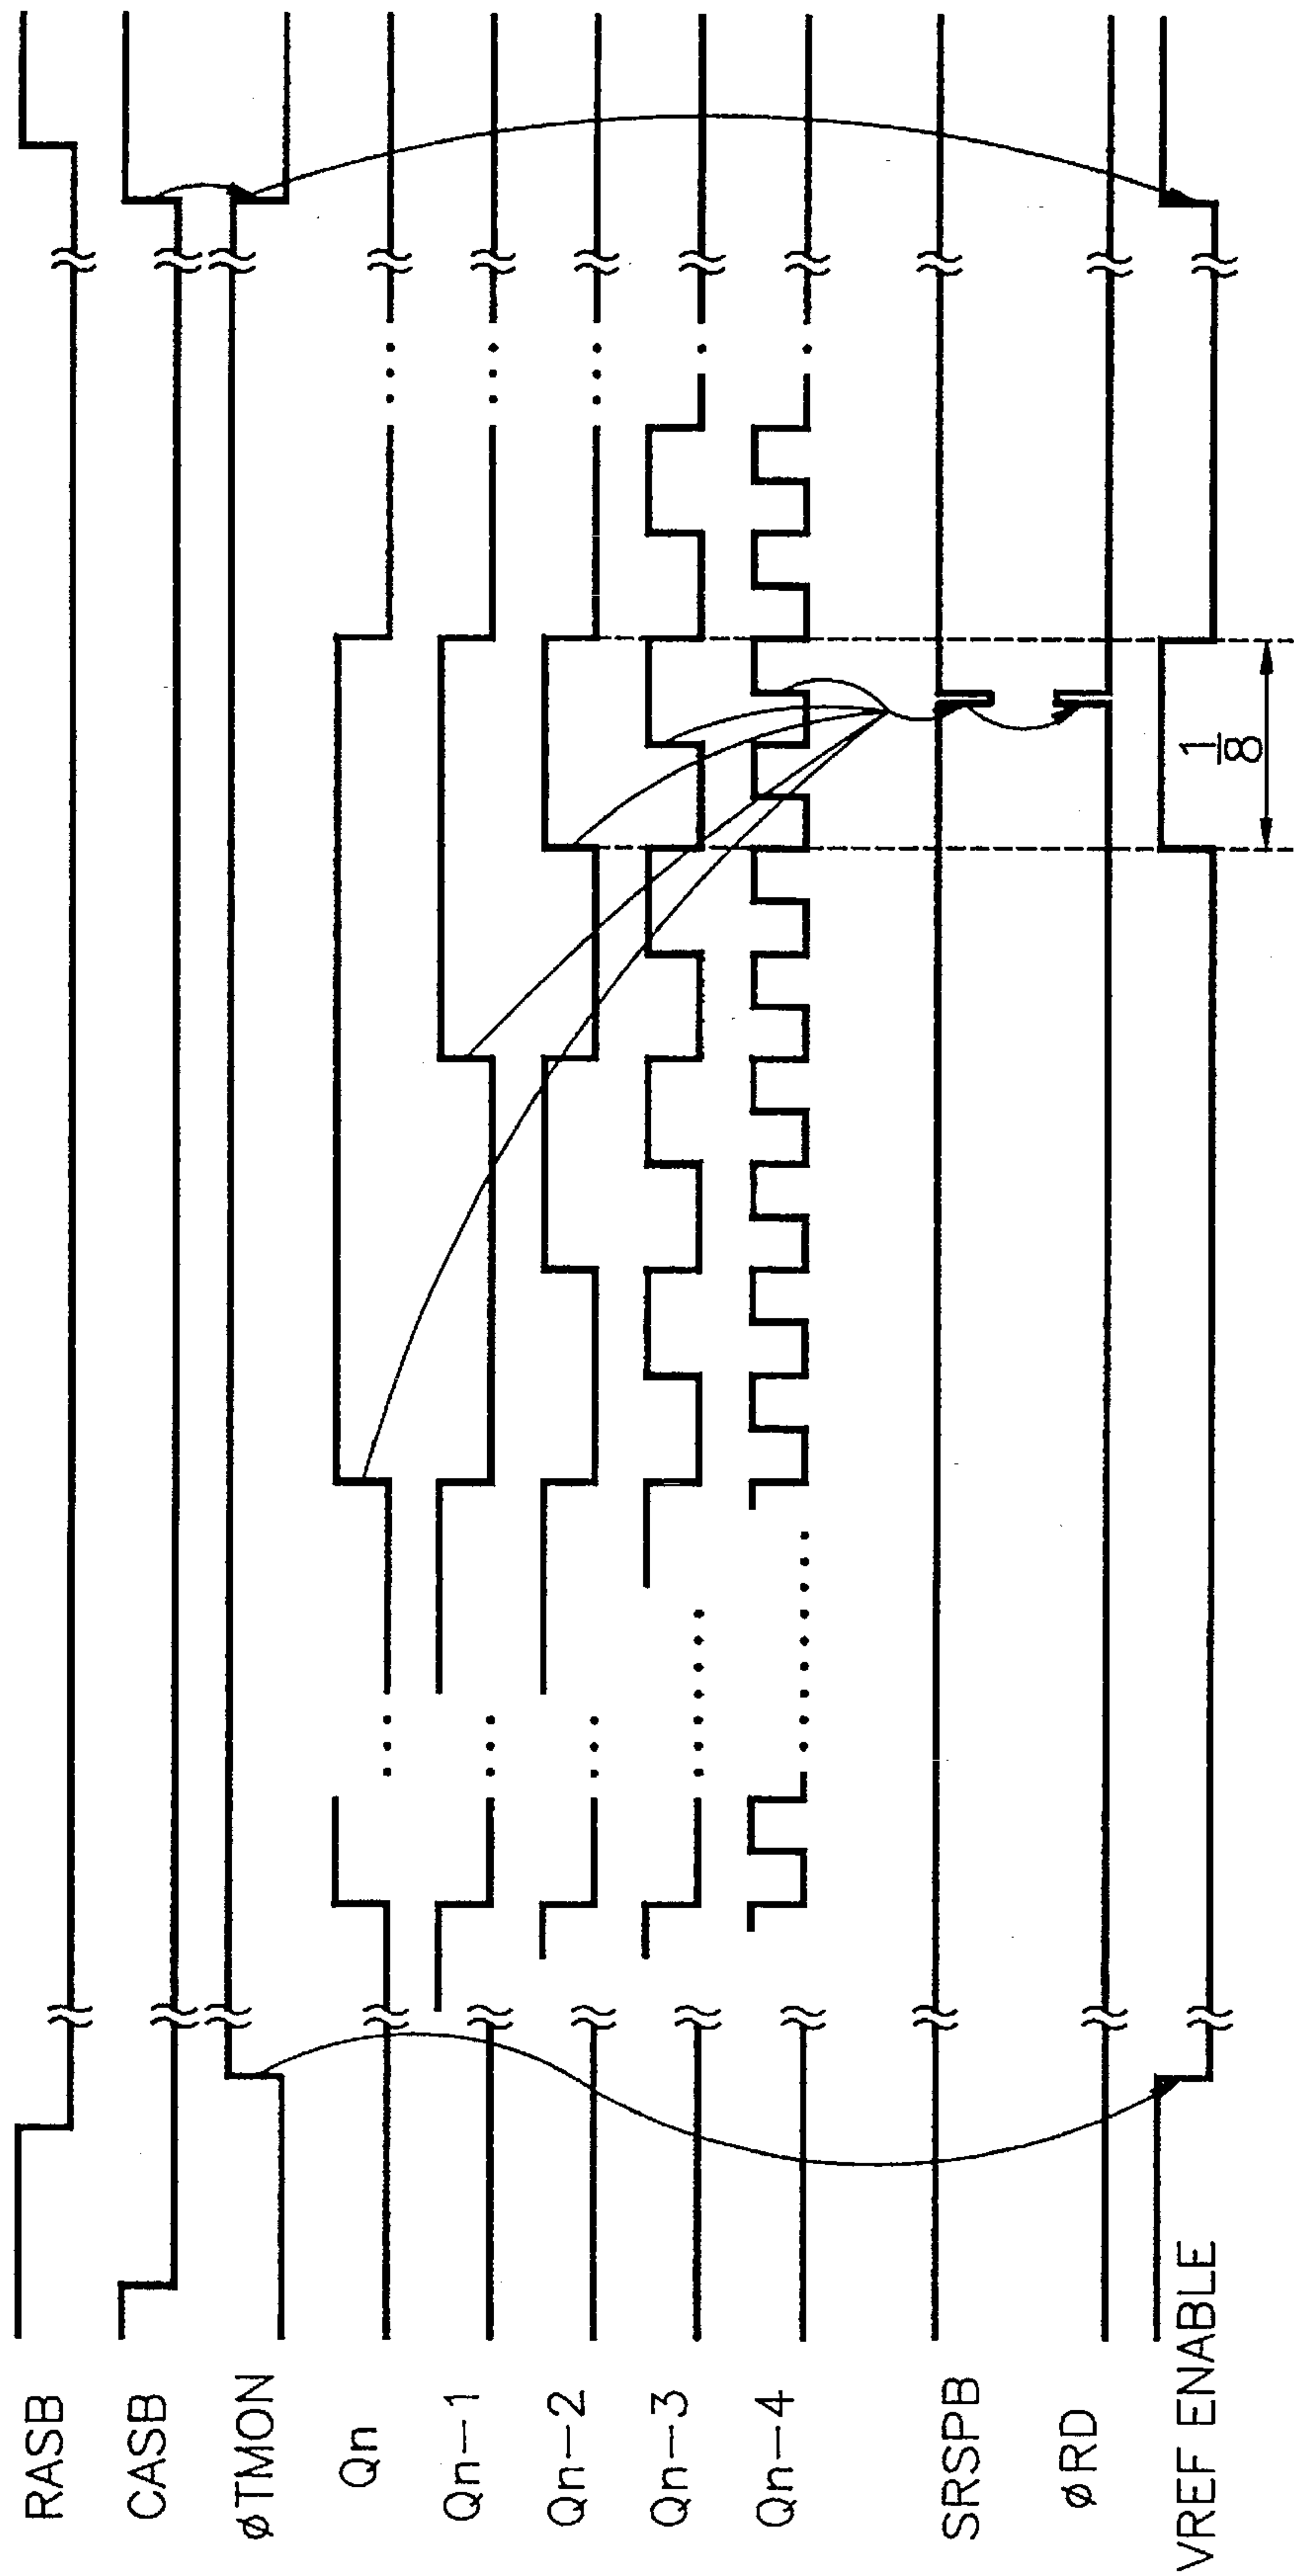 RASB
CASB
øTMON
Qn
Qn-1
Qn-2
Qn-3
Qn-4
SRSPB
øRD
VREF ENABLE
1
8